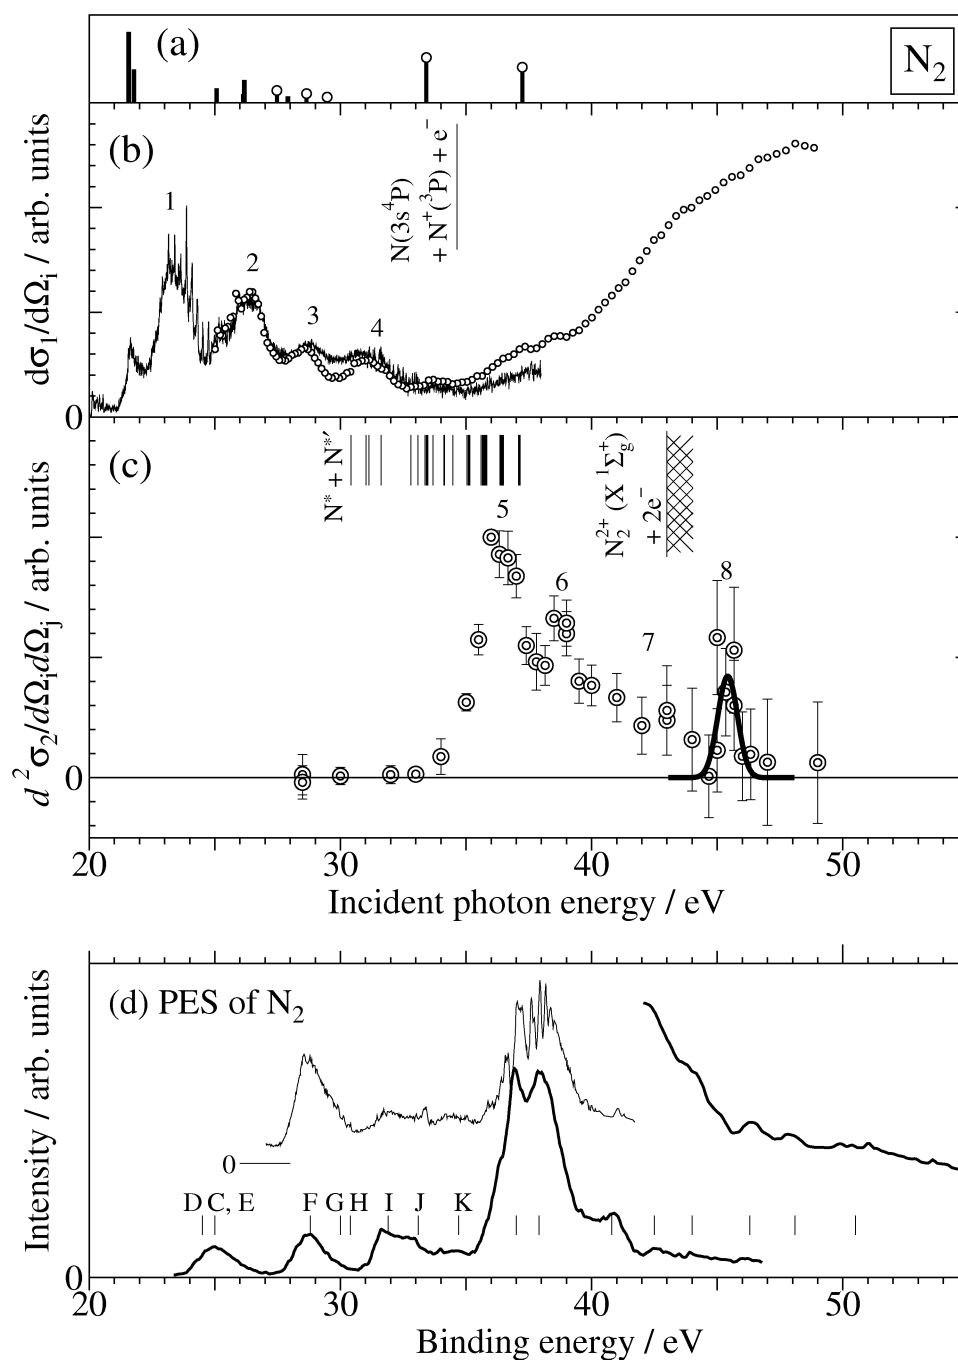 (a)
N₂
(b)
dσ₁/dΩᵢ / arb. units
1
2
3
4
N(3s⁴P)
+ N⁺(³P) + e⁻
0
(c)
d²σ₂/dΩᵢdΩⱼ / arb. units
N* + N*′
5
6
7
8
N₂²⁺ (X ¹Σg⁺)
+ 2e⁻
0
20 30 40 50
Incident photon energy / eV
(d) PES of N₂
Intensity / arb. units
0
D C, E F G H I J K
0
20 30 40 50
Binding energy / eV